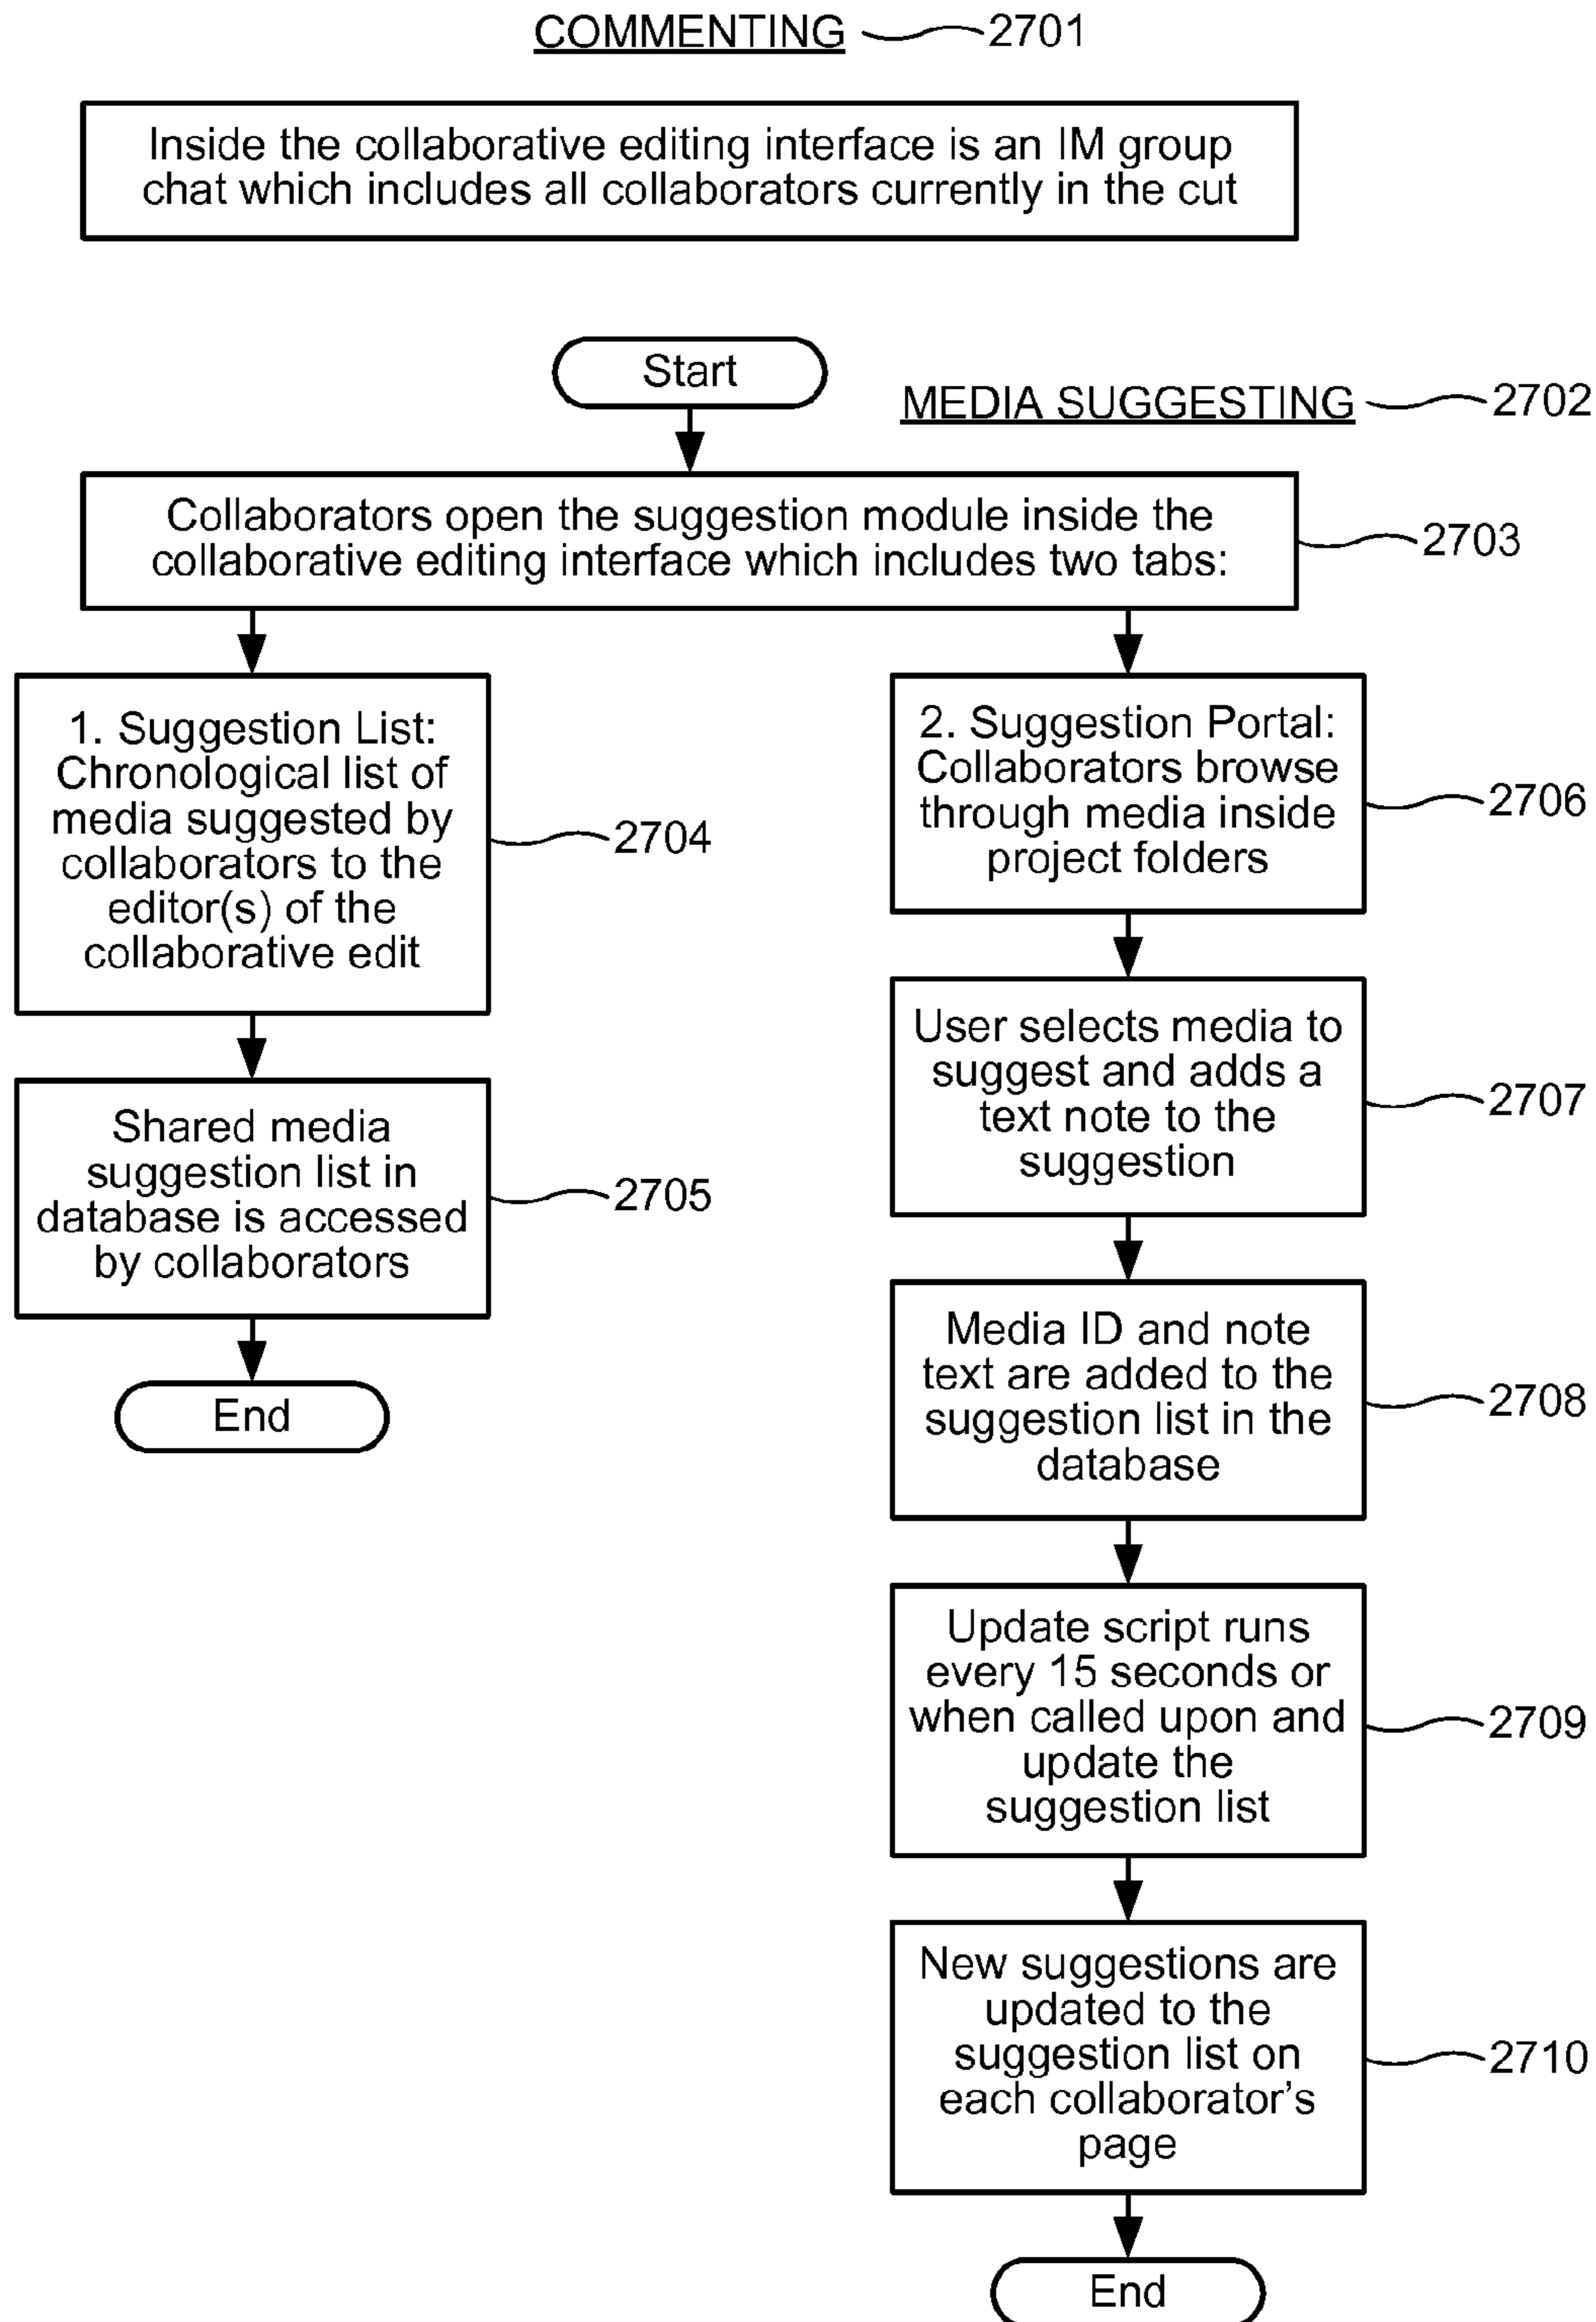 COMMENTING 2701
Inside the collaborative editing interface is an IM group
chat which includes all collaborators currently in the cut
Start
MEDIA SUGGESTING 2702
Collaborators open the suggestion module inside the
collaborative editing interface which includes two tabs:
2703
1. Suggestion List:
Chronological list of
media suggested by
collaborators to the
editor(s) of the
collaborative edit
2704
Shared media
suggestion list in
database is accessed
by collaborators
2705
End
2. Suggestion Portal:
Collaborators browse
through media inside
project folders
2706
User selects media to
suggest and adds a
text note to the
suggestion
2707
Media ID and note
text are added to the
suggestion list in the
database
2708
Update script runs
every 15 seconds or
when called upon and
update the
suggestion list
2709
New suggestions are
updated to the
suggestion list on
each collaborator’s
page
2710
End